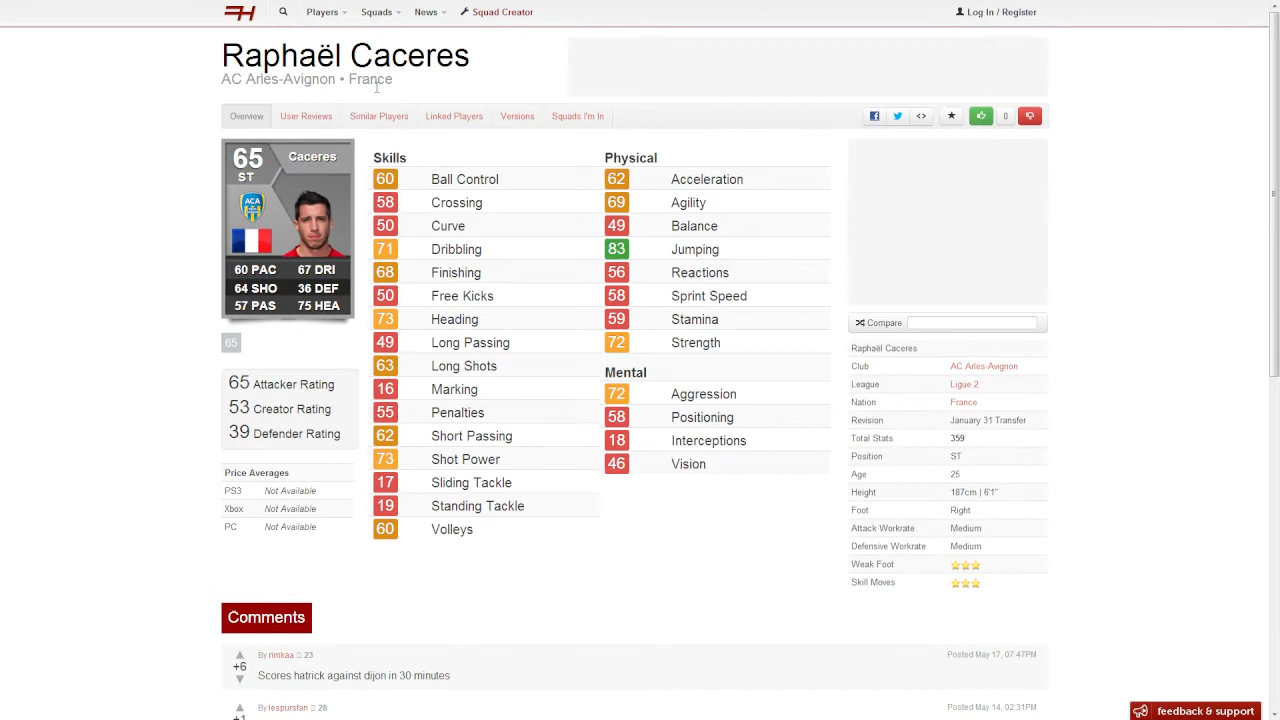 FH Players Squads News Squad Creator Log In / Register
Raphaël Caceres
AC Arles-Avignon • France
Overview User Reviews Similar Players Linked Players Versions Squads I'm In 0
65 Caceres
ST
ACA
60 PAC 67 DRI
64 SHO 36 DEF
57 PAS 75 HEA
65
65 Attacker Rating
53 Creator Rating
39 Defender Rating
Price Averages
PS3 Not Available
Xbox Not Available
PC Not Available
Skills
60 Ball Control
58 Crossing
50 Curve
71 Dribbling
68 Finishing
50 Free Kicks
73 Heading
49 Long Passing
63 Long Shots
16 Marking
55 Penalties
62 Short Passing
73 Shot Power
17 Sliding Tackle
19 Standing Tackle
60 Volleys
Physical
62 Acceleration
69 Agility
49 Balance
83 Jumping
56 Reactions
58 Sprint Speed
59 Stamina
72 Strength
Mental
72 Aggression
58 Positioning
18 Interceptions
46 Vision
Compare
Raphaël Caceres
Club AC Arles-Avignon
League Ligue 2
Nation France
Revision January 31 Transfer
Total Stats 359
Position ST
Age 25
Height 187cm | 6'1"
Foot Right
Attack Workrate Medium
Defensive Workrate Medium
Weak Foot
Skill Moves
Comments
By rimkaa 23 Posted May 17, 07:47PM
+6
Scores hatrick against dijon in 30 minutes
By lespursfan 28 Posted May 14, 02:31PM
+1
feedback & support